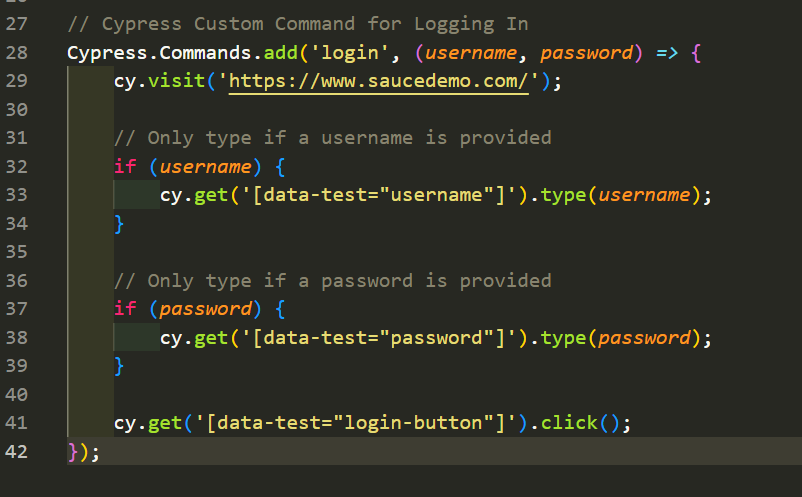 27 // Cypress Custom Command for Logging In
28 Cypress.Commands.add('login', (username, password) => {
29     cy.visit('https://www.saucedemo.com/');
30
31     // Only type if a username is provided
32     if (username) {
33         cy.get('[data-test="username"]').type(username);
34     }
35
36     // Only type if a password is provided
37     if (password) {
38         cy.get('[data-test="password"]').type(password);
39     }
40
41     cy.get('[data-test="login-button"]').click();
42 });